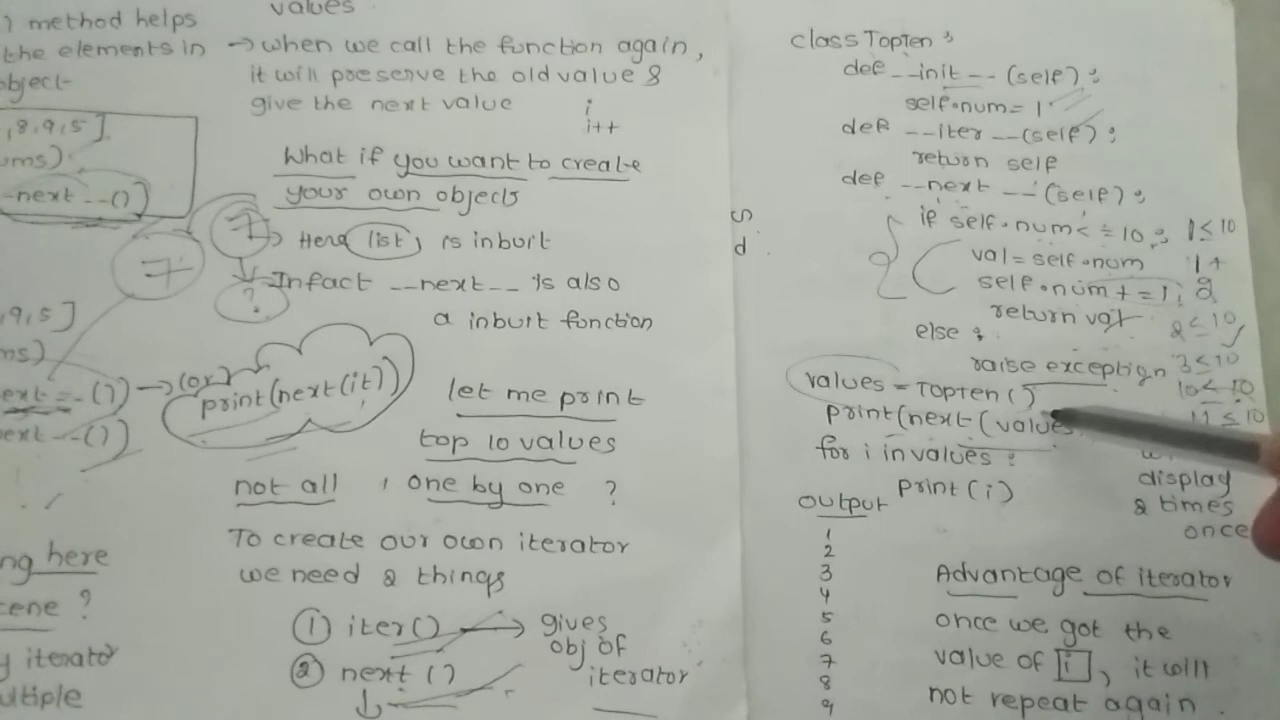 ) method helps
the elements in
object
,8,9,5]
ums)
-next--()]
7
,9,5]
ms)
ext=-()) → (or)
print(next(it))
ext--()]
ng here
cene ?
y iterator
ultiple
values
→ when we call the function again,
it will preserve the old value &
give the next value
i
i++
What if you want to create
your own objects
7 Here list, is inbuilt
? Infact __next__ is also
a inbuilt function
let me print
top 10 values
not all , one by one ?
To create our own iterator
we need 2 things
① iter() → gives
obj of
iterator
② next ()
S
d
class TopTen :
def __init__ (self) :
self.num = 1
def __iter__(self) :
return self
def __next__ (self) :
if self.num <= 10 : 1≤10
val = self.num 1+
self.num += 1 , 2
return val 2≤10
else :
raise exception 3≤10
values = TopTen() 10≤10
print(next(values 11≤10
for i in values :
print(i)
display
2 times
once
output
1
2
3
4
5
6
7
8
9
Advantage of iterator
once we got the
value of i , it will
not repeat again .